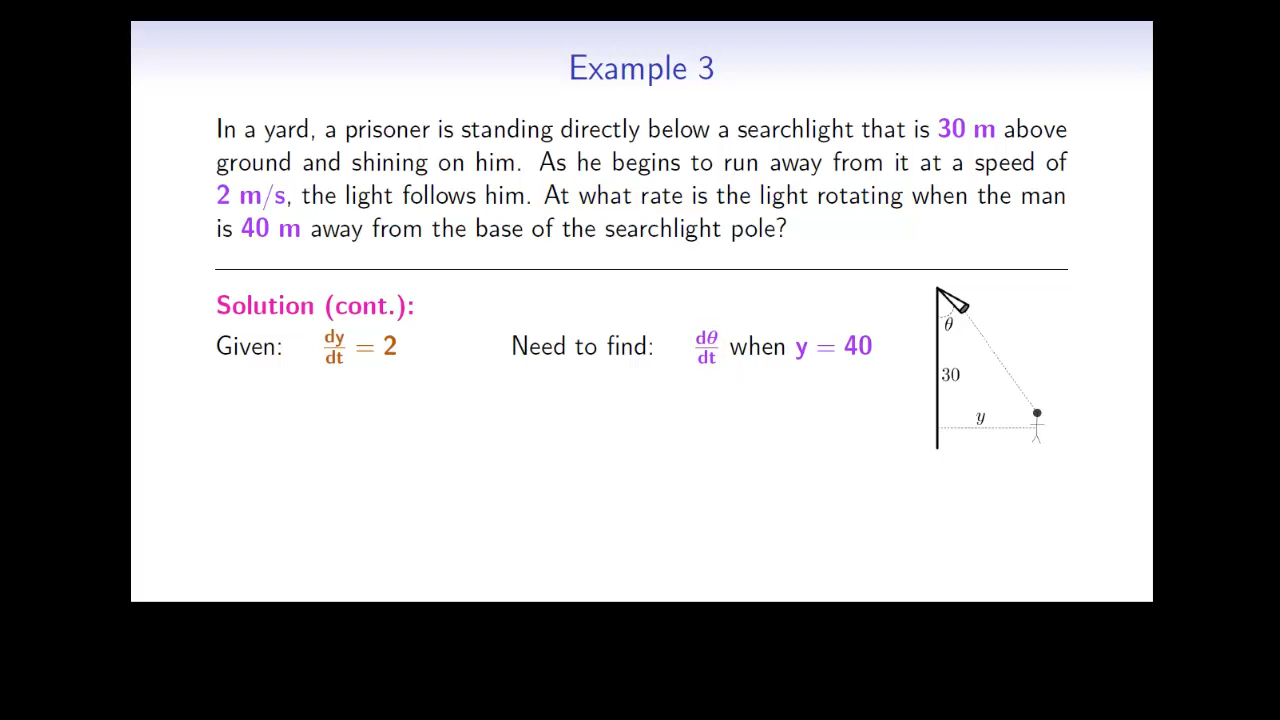 Example 3
In a yard, a prisoner is standing directly below a searchlight that is 30 m above
ground and shining on him. As he begins to run away from it at a speed of
2 m/s, the light follows him. At what rate is the light rotating when the man
is 40 m away from the base of the searchlight pole?
Solution (cont.):
Given: dy/dt = 2 Need to find: dθ/dt when y = 40
θ
30
y